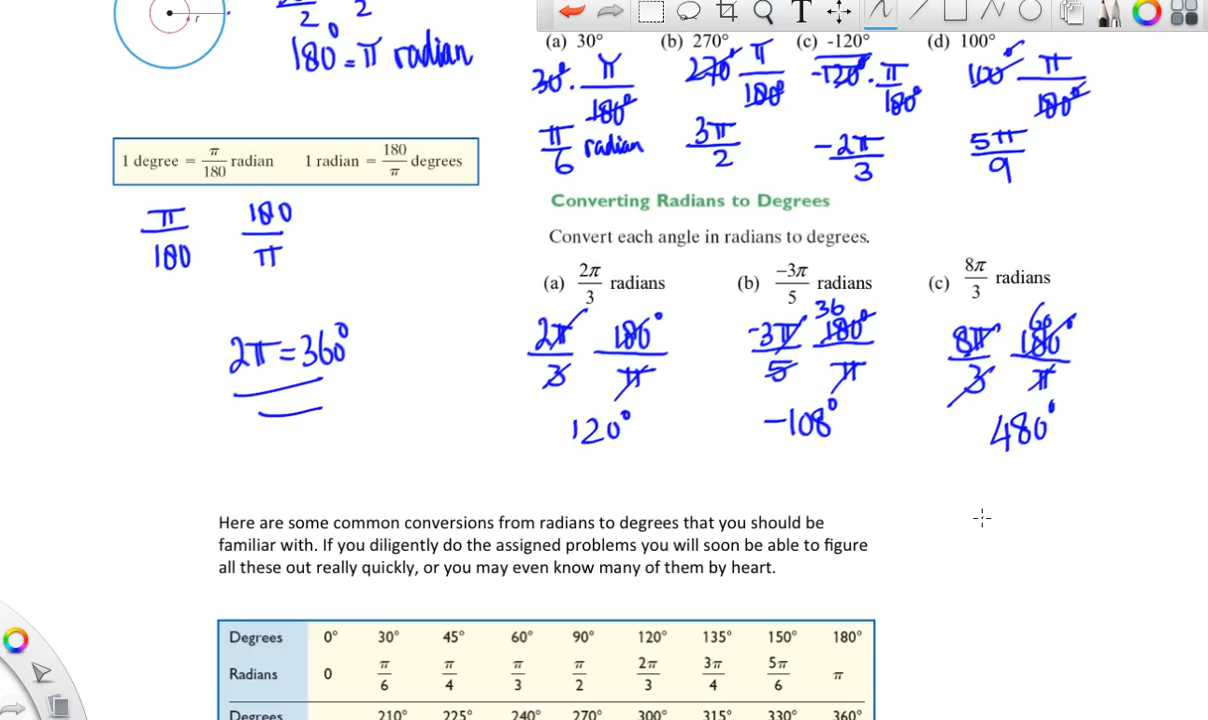 2 2
180° = π radian
r
(a) 30° (b) 270° (c) -120° (d) 100°
30° · π/180° 270° π/180° -120° · π/180° 100° π/180°
π/6 radian 3π/2 -2π/3 5π/9
1 degree = π/180 radian 1 radian = 180/π degrees
π/180 180/π
2π = 360°
Converting Radians to Degrees
Convert each angle in radians to degrees.
(a) 2π/3 radians (b) −3π/5 radians (c) 8π/3 radians
36 60
2π/3 180°/π -3π/5 180°/π 8π/3 180°/π
120° -108° 480°
Here are some common conversions from radians to degrees that you should be
familiar with. If you diligently do the assigned problems you will soon be able to figure
all these out really quickly, or you may even know many of them by heart.
Degrees 0° 30° 45° 60° 90° 120° 135° 150° 180°
Radians 0 π/6 π/4 π/3 π/2 2π/3 3π/4 5π/6 π
Degrees 210° 225° 240° 270° 300° 315° 330° 360°